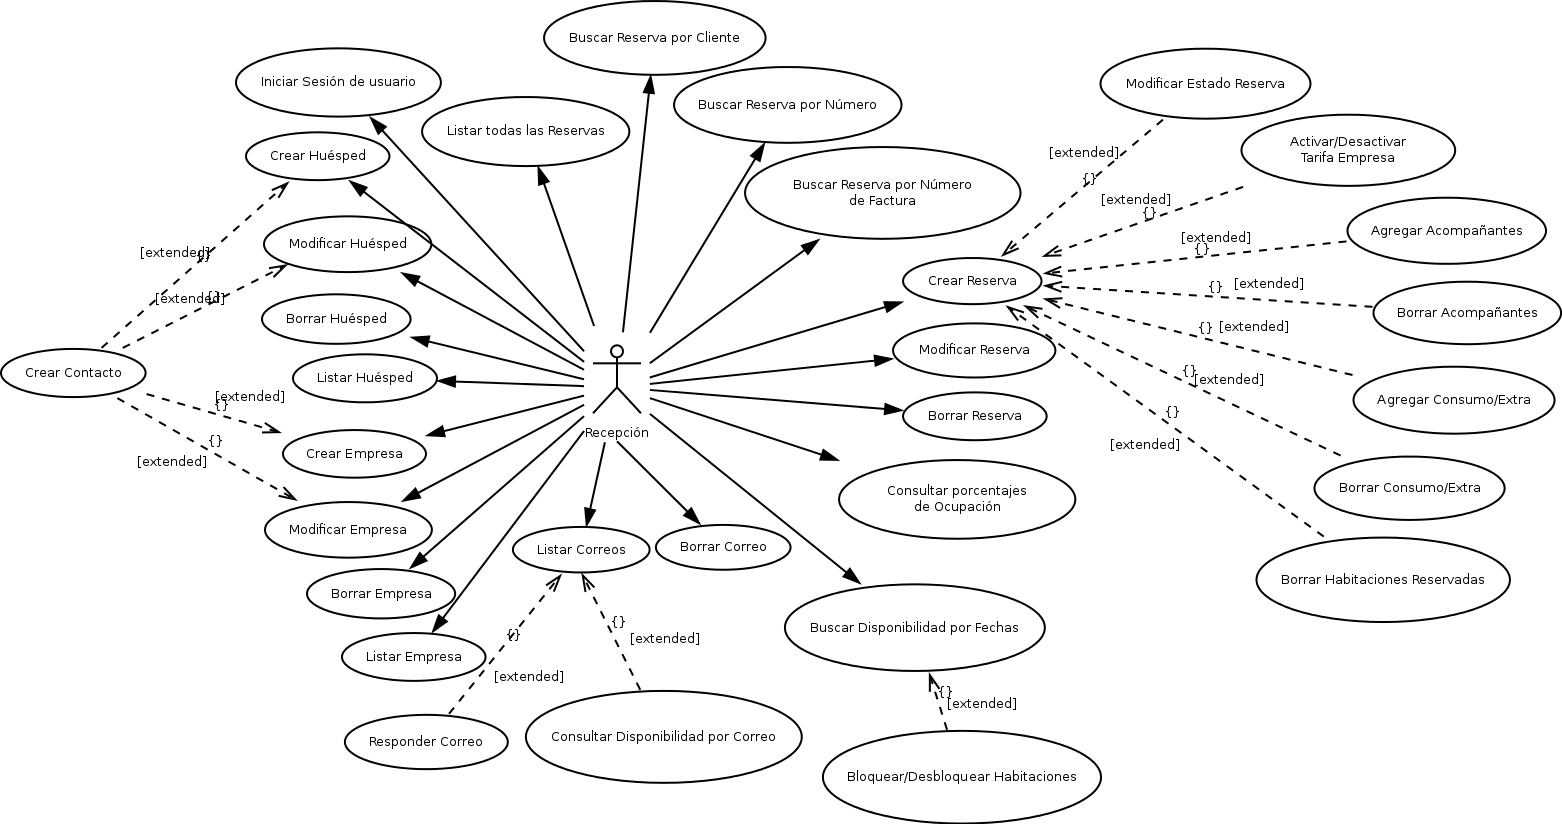 Buscar Reserva por Cliente
Iniciar Sesión de usuario
Buscar Reserva por Número
Listar todas las Reservas
Modificar Estado Reserva
Activar/Desactivar
Tarifa Empresa
Crear Huésped
[extended]
{}
Buscar Reserva por Número
de Factura
[extended]
{}
Agregar Acompañantes
[extended]
{}
Modificar Huésped
[extended]
{}
Crear Reserva
{}
[extended]
[extended]
{}
Borrar Acompañantes
Borrar Huésped
{}
[extended]
Modificar Reserva
Crear Contacto
Listar Huésped
{}
[extended]
Agregar Consumo/Extra
[extended]
{}
Borrar Reserva
{}
[extended]
Recepción
{}
[extended]
Crear Empresa
Borrar Consumo/Extra
Consultar porcentajes
de Ocupación
Modificar Empresa
Listar Correos
Borrar Correo
Borrar Habitaciones Reservadas
Borrar Empresa
{}
{}
[extended]
Buscar Disponibilidad por Fechas
Listar Empresa
[extended]
{}
[extended]
Responder Correo
Consultar Disponibilidad por Correo
Bloquear/Desbloquear Habitaciones